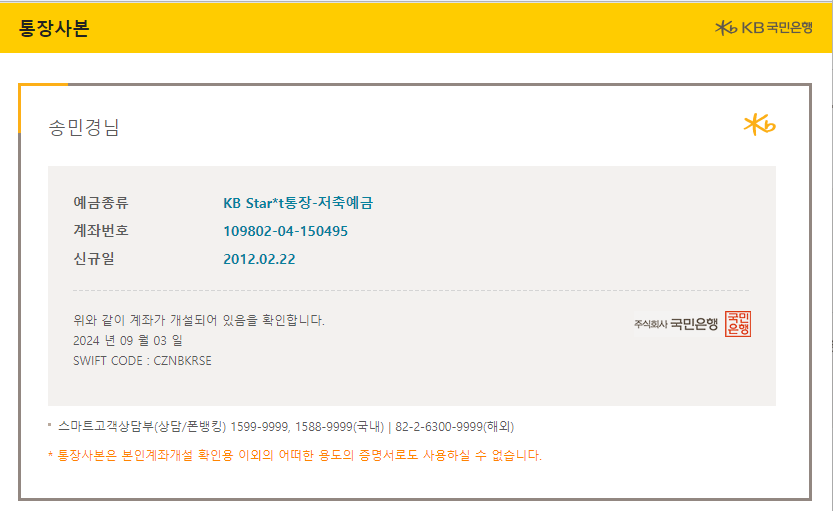 통장사본
KB 국민은행
송민경님
Kb
예금종류 KB Star*t통장-저축예금
계좌번호 109802-04-150495
신규일 2012.02.22
위와 같이 계좌가 개설되어 있음을 확인합니다.
2024 년 09 월 03 일
SWIFT CODE : CZNBKRSE
주식회사 국민은행 국민은행
* 스마트고객상담부(상담/폰뱅킹) 1599-9999, 1588-9999(국내) | 82-2-6300-9999(해외)
* 통장사본은 본인계좌개설 확인용 이외의 어떠한 용도의 증명서로도 사용하실 수 없습니다.